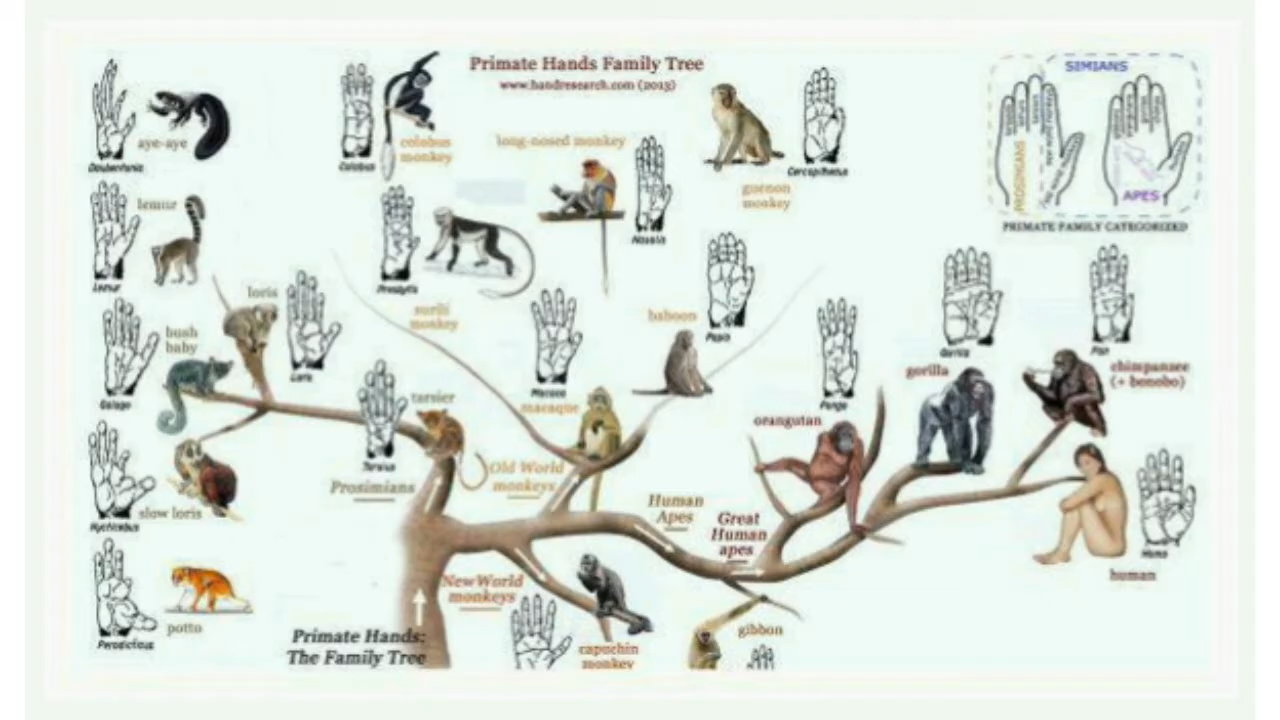 Primate Hands Family Tree
www.handresearch.com (2013)
SIMIANS
PROSIMIANS
APES
PRIMATE FAMILY CATEGORIZED
aye-aye
Daubentonia
colobus
monkey
Colobus
long-nosed monkey
Nasalis
guenon
monkey
Cercopithecus
lemur
Lemur
surili
monkey
Presbytis
loris
Loris
bush
baby
Galago
baboon
Papio
macaque
Macaca
tarsier
Tarsius
orangutan
Pongo
gorilla
Gorilla
chimpanzee
(+ bonobo)
Pan
human
Homo
slow loris
Nycticebus
potto
Perodicticus
Prosimians
Old World
monkeys
Human
Apes
Great
Human
apes
New World
monkeys
capuchin
monkey
gibbon
Primate Hands:
The Family Tree